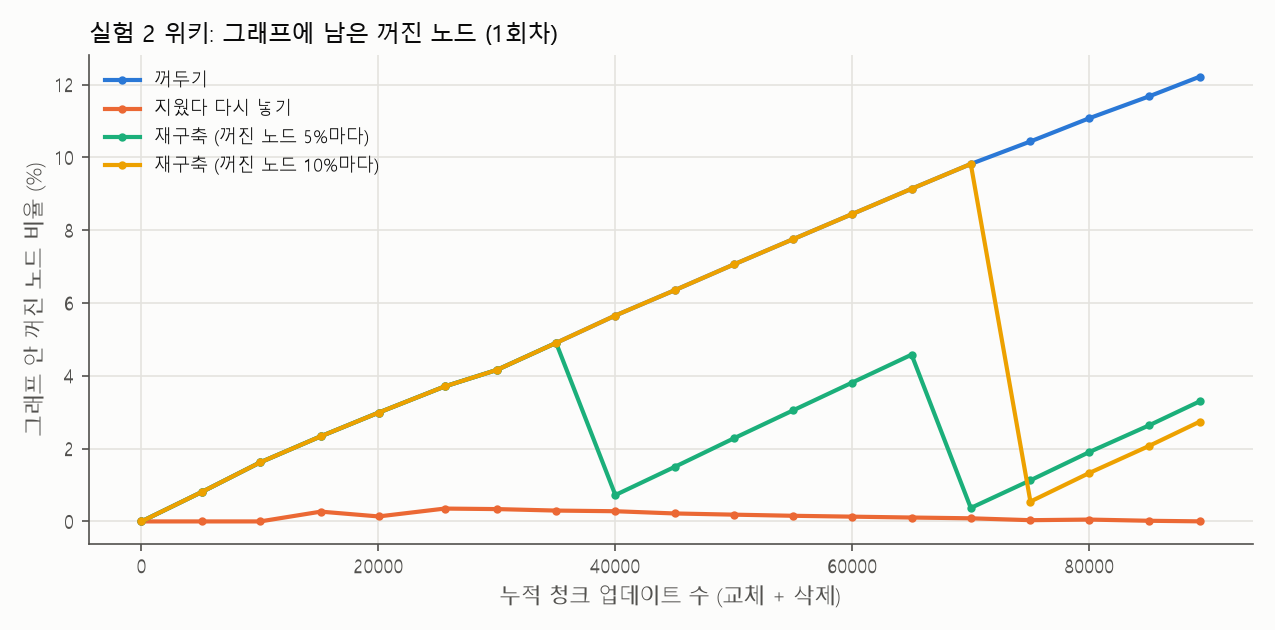 실험 2 위키: 그래프에 남은 꺼진 노드 (1회차)
꺼두기
지웠다 다시 넣기
재구축 (꺼진 노드 5%마다)
재구축 (꺼진 노드 10%마다)
그래프 안 꺼진 노드 비율 (%)
12
10
8
6
4
2
0
0 20000 40000 60000 80000
누적 청크 업데이트 수 (교체 + 삭제)